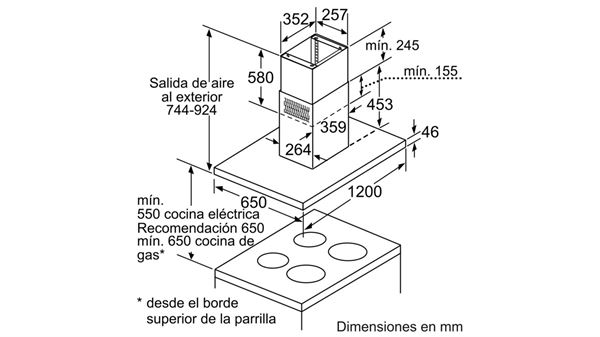 352
257
mín. 245
580
mín. 155
Salida de aire
al exterior
744-924
453
359
264
46
650
1200
mín.
550 cocina eléctrica
Recomendación 650
mín. 650 cocina de
gas*
* desde el borde
superior de la parrilla
Dimensiones en mm